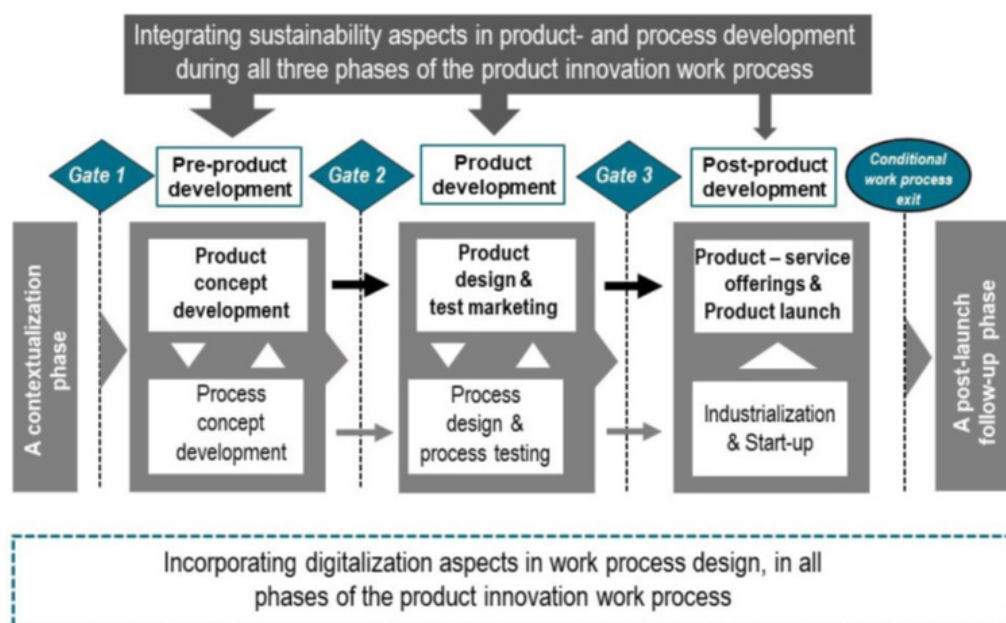 Integrating sustainability aspects in product- and process development
during all three phases of the product innovation work process
Gate 1
Pre-product
development
Gate 2
Product
development
Gate 3
Post-product
development
Conditional
work process
exit
A contextualization
phase
Product
concept
development
Product
design &
test marketing
Product – service
offerings &
Product launch
Process
concept
development
Process
design &
process testing
Industrialization
& Start-up
A post-launch
follow-up phase
Incorporating digitalization aspects in work process design, in all
phases of the product innovation work process